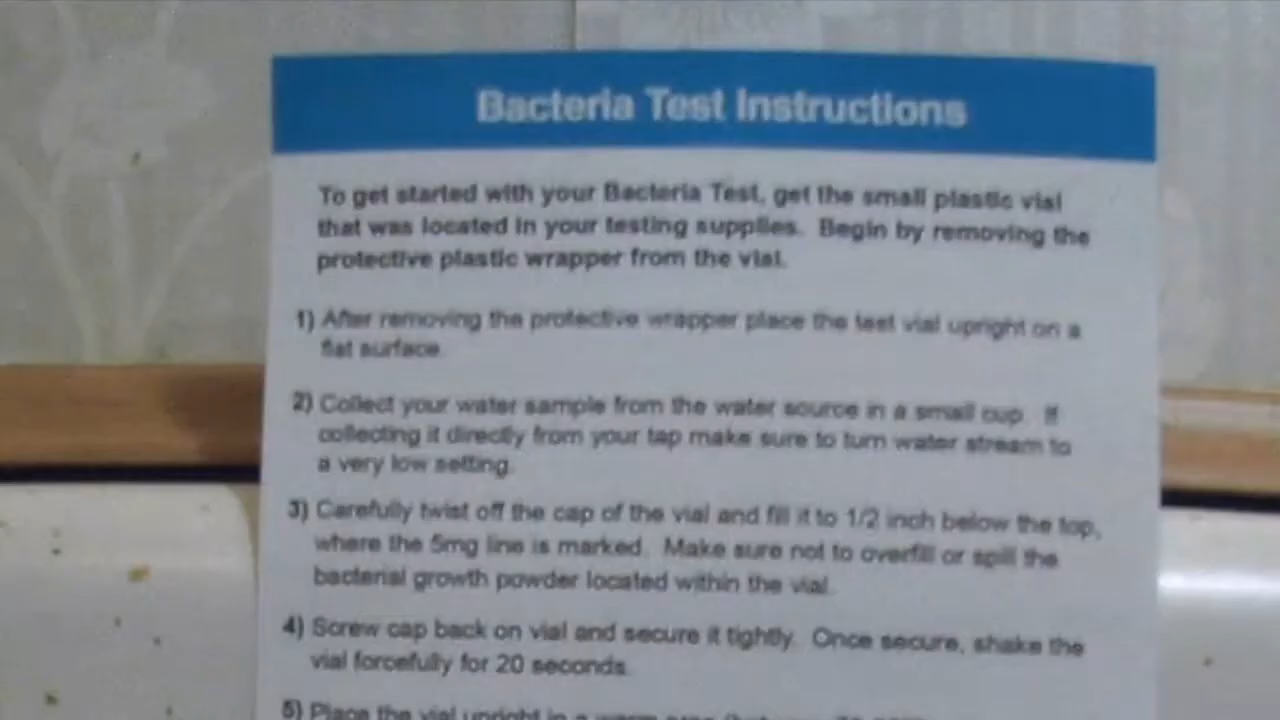 Bacteria Test Instructions
To get started with your Bacteria Test, get the small plastic vial
that was located in your testing supplies. Begin by removing the
protective plastic wrapper from the vial.
1) After removing the protective wrapper place the test vial upright on a
flat surface.
2) Collect your water sample from the water source in a small cup. If
collecting it directly from your tap make sure to turn water stream to
a very low setting.
3) Carefully twist off the cap of the vial and fill it to 1/2 inch below the top,
where the 5mg line is marked. Make sure not to overfill or spill the
bacterial growth powder located within the vial.
4) Screw cap back on vial and secure it tightly. Once secure, shake the
vial forcefully for 20 seconds.
5) Place the vial upright in a warm area